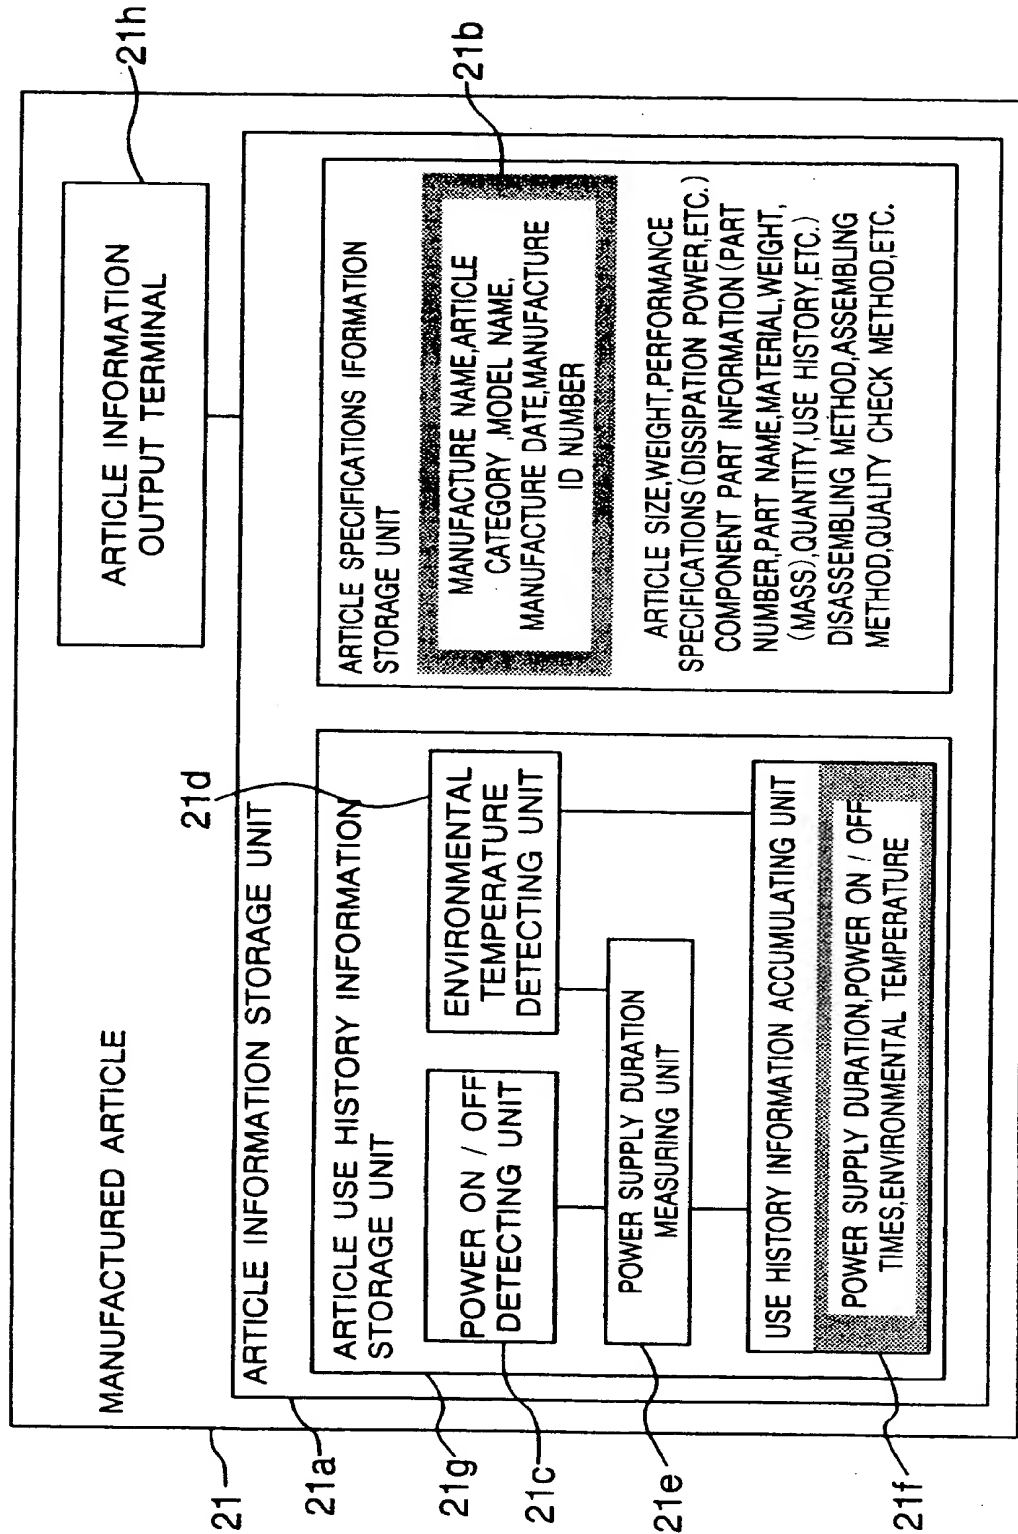 MANUFACTURED ARTICLE
ARTICLE INFORMATION
OUTPUT TERMINAL
21h
21
ARTICLE INFORMATION STORAGE UNIT
21a
ARTICLE USE HISTORY INFORMATION
STORAGE UNIT
21g
21d
POWER ON / OFF
DETECTING UNIT
21c
ENVIRONMENTAL
TEMPERATURE
DETECTING UNIT
POWER SUPPLY DURATION
MEASURING UNIT
21e
USE HISTORY INFORMATION ACCUMULATING UNIT
POWER SUPPLY DURATION,POWER ON / OFF
TIMES,ENVIRONMENTAL TEMPERATURE
21f
ARTICLE SPECIFICATIONS IFORMATION
STORAGE UNIT
21b
MANUFACTURE NAME,ARTICLE
CATEGORY ,MODEL NAME,
MANUFACTURE DATE,MANUFACTURE
ID NUMBER
ARTICLE SIZE,WEIGHT,PERFORMANCE
SPECIFICATIONS(DISSIPATION POWER,ETC.)
COMPONENT PART INFORMATION(PART
NUMBER,PART NAME,MATERIAL,WEIGHT,
(MASS),QUANTITY,USE HISTORY,ETC.)
DISASSEMBLING METHOD,ASSEMBLING
METHOD,QUALITY CHECK METHOD,ETC.